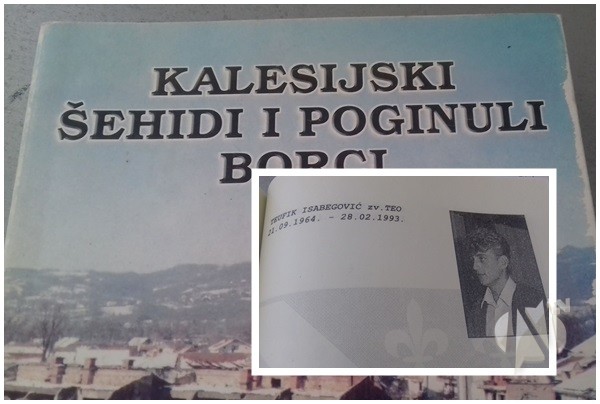 KALESIJSKI
ŠEHIDI I POGINULI
BORCI
TEUFIK ISABEGOVIĆ zv.TEO
21.09.1964. - 28.02.1993.